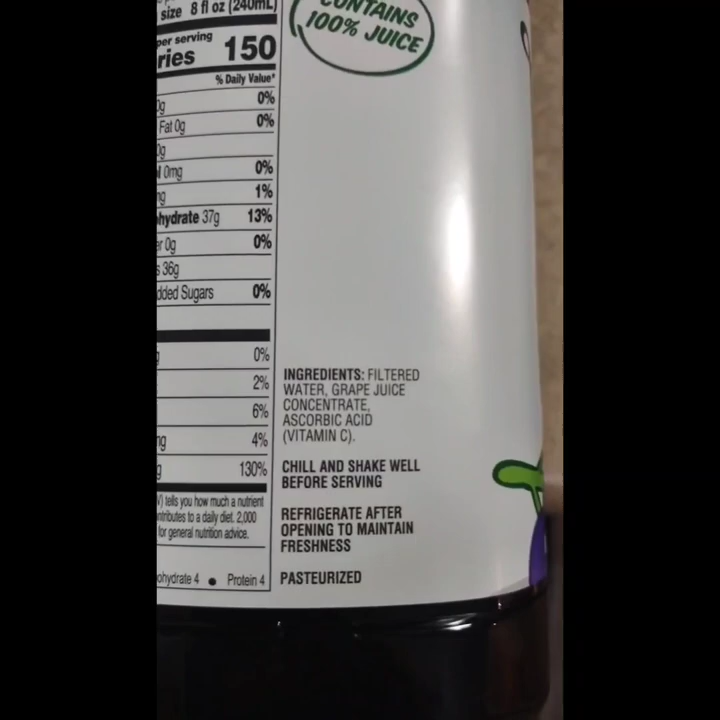 size 8 fl oz (240mL)
per serving
ries 150
% Daily Value*
0g 0%
Fat 0g 0%
0g
l 0mg 0%
ng 1%
ohydrate 37g 13%
er 0g 0%
s 36g
dded Sugars 0%
0%
2%
6%
ng 4%
g 130%
V) tells you how much a nutrient
ntributes to a daily diet. 2,000
for general nutrition advice.
ohydrate 4 ● Protein 4
CONTAINS
100% JUICE
INGREDIENTS: FILTERED
WATER, GRAPE JUICE
CONCENTRATE,
ASCORBIC ACID
(VITAMIN C).
CHILL AND SHAKE WELL
BEFORE SERVING
REFRIGERATE AFTER
OPENING TO MAINTAIN
FRESHNESS
PASTEURIZED